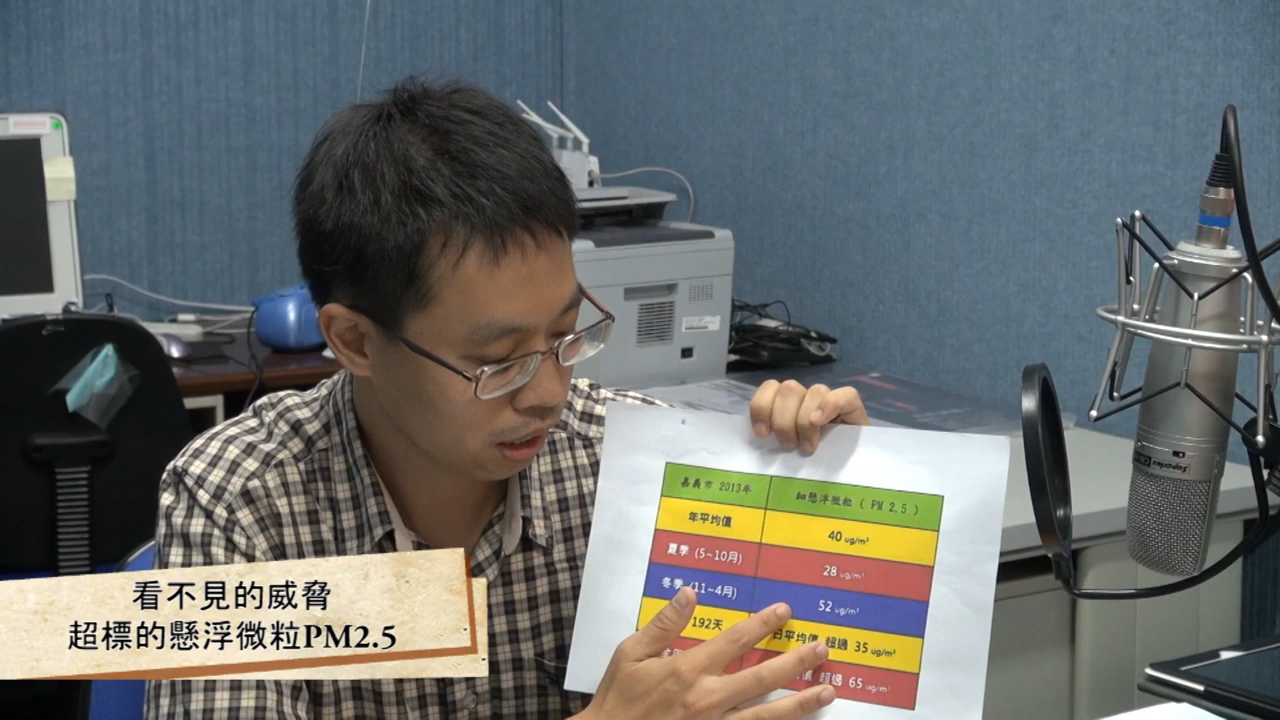 嘉義市 2013年
細懸浮微粒 ( PM 2.5 )
年平均值
40 ug/m³
夏季 (5~10月)
28 ug/m³
冬季 (11~4月)
52 ug/m³
192天
日平均值 超過 35 ug/m³
值 超過 65 ug/m³
看不見的威脅
超標的懸浮微粒PM2.5